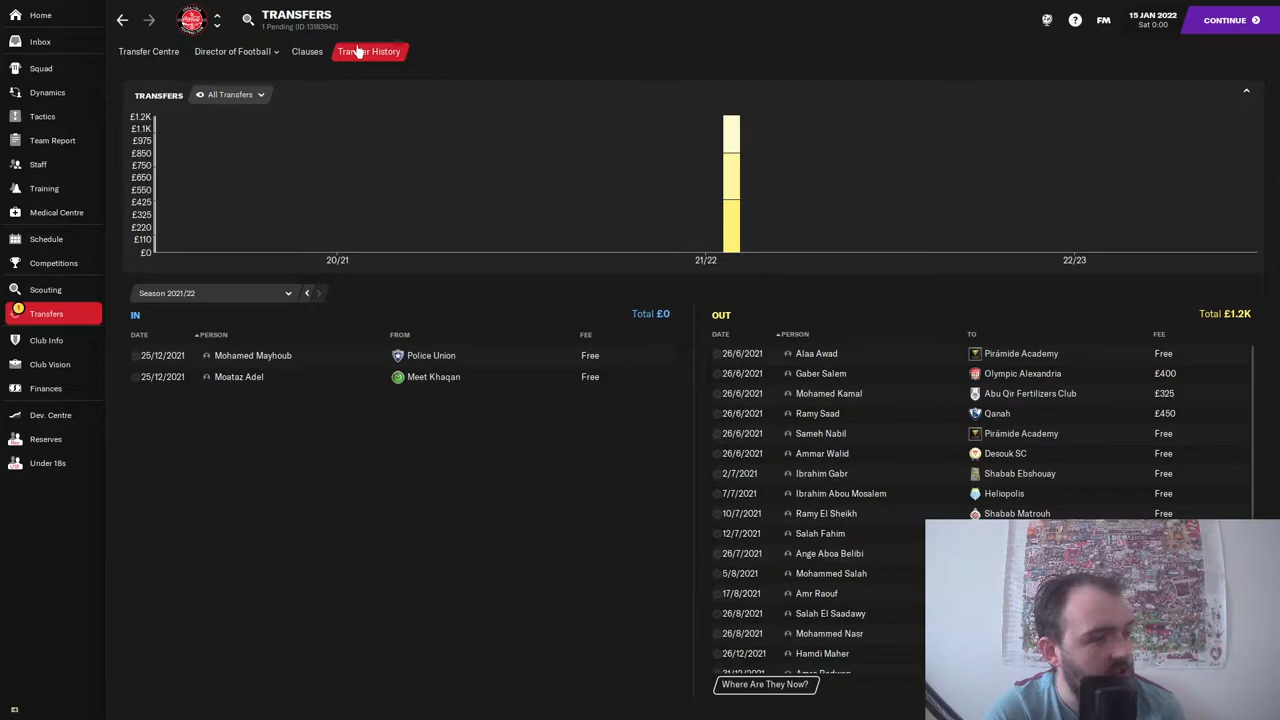 Home
Inbox
Squad
Dynamics
Tactics
Team Report
Staff
Training
Medical Centre
Schedule
Competitions
Scouting
1
Transfers
Club Info
Club Vision
Finances
Dev. Centre
Reserves
Under 18s
TRANSFERS
1 Pending (ID:13183942)
FM
15 JAN 2022
Sat 0:00
CONTINUE
Transfer Centre
Director of Football
Clauses
Transfer History
TRANSFERS
All Transfers
£1.2K
£1.1K
£975
£850
£750
£650
£550
£425
£325
£220
£110
£0
20/21
21/22
22/23
Season 2021/22
IN
Total £0
DATE PERSON FROM FEE
25/12/2021 Mohamed Mayhoub Police Union Free
25/12/2021 Moataz Adel Meet Khaqan Free
OUT
Total £1.2K
DATE PERSON TO FEE
26/6/2021 Alaa Awad Pirámide Academy Free
26/6/2021 Gaber Salem Olympic Alexandria £400
26/6/2021 Mohamed Kamal Abu Qir Fertilizers Club £325
26/6/2021 Ramy Saad Qanah £450
26/6/2021 Sameh Nabil Pirámide Academy Free
26/6/2021 Ammar Walid Desouk SC Free
2/7/2021 Ibrahim Gabr Shabab Ebshouay Free
7/7/2021 Ibrahim Abou Mosalem Heliopolis Free
10/7/2021 Ramy El Sheikh Shabab Matrouh Free
12/7/2021 Salah Fahim
26/7/2021 Ange Aboa Belibi
5/8/2021 Mohammed Salah
17/8/2021 Amr Raouf
26/8/2021 Salah El Saadawy
26/8/2021 Mohammed Nasr
26/12/2021 Hamdi Maher
Where Are They Now?